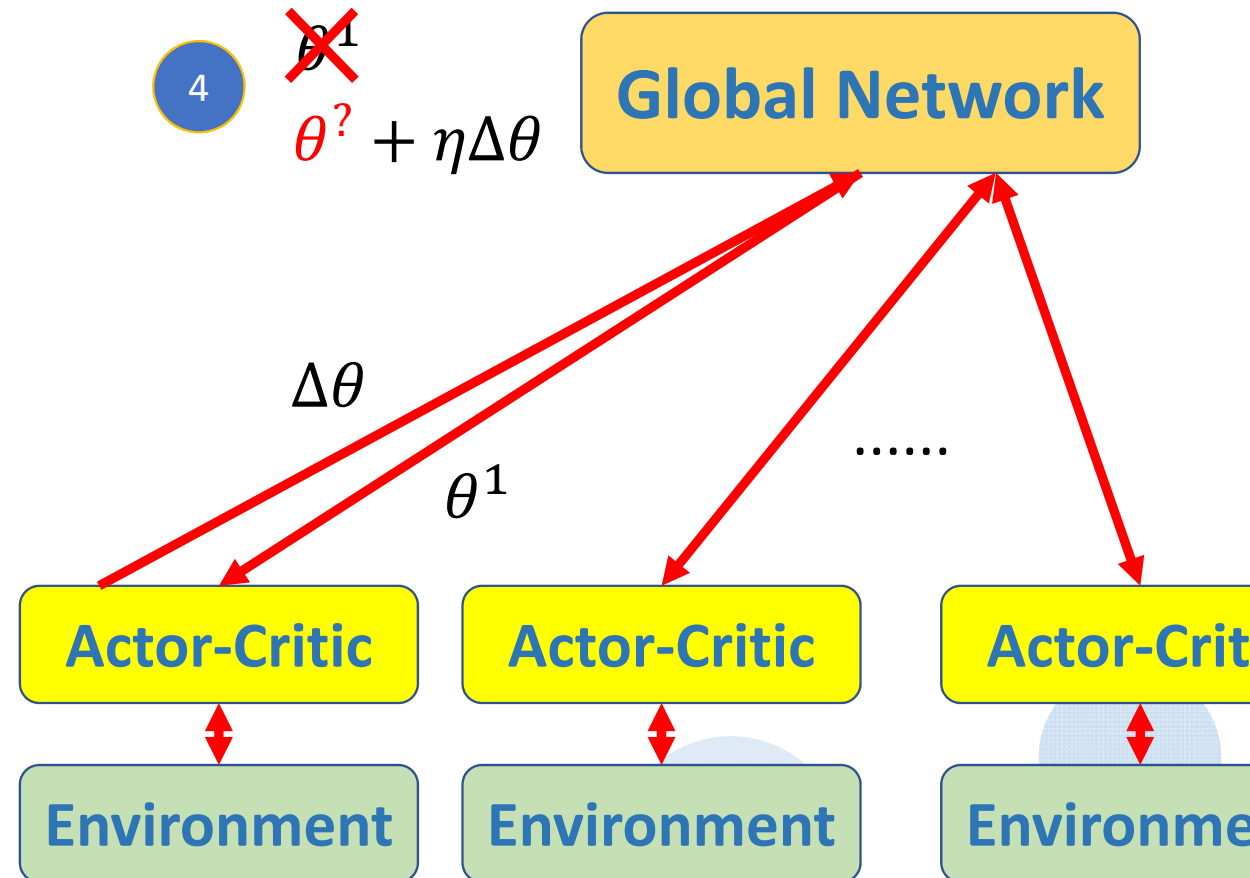 4
θ¹
θ? + ηΔθ
Global Network
Δθ
θ¹
......
Actor-Critic
Actor-Critic
Actor-Crit
Environment
Environment
Environme